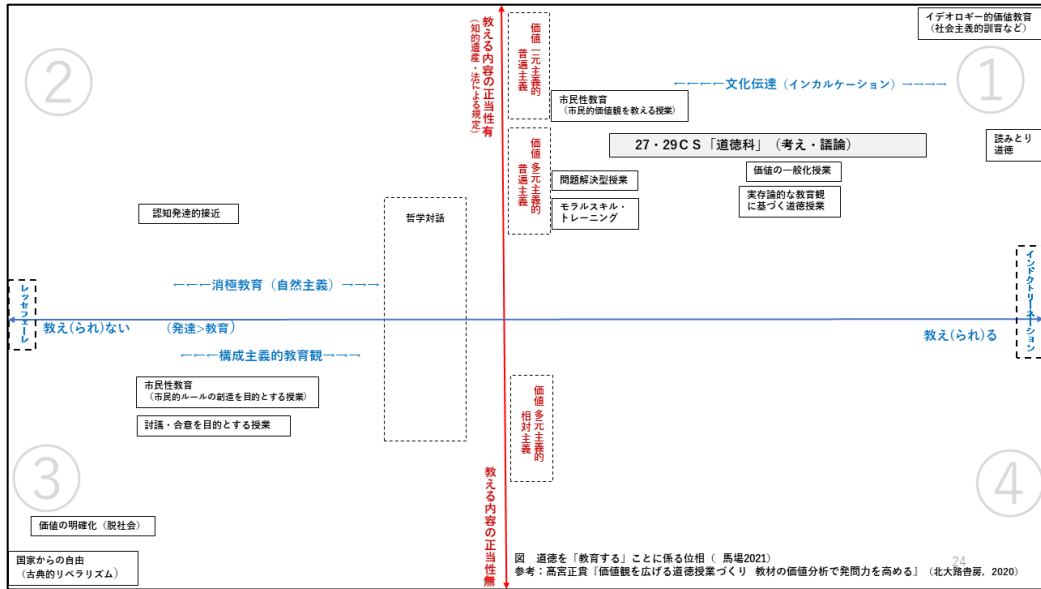 ②
教える内容の正当性有
(知的遺産・法による規定)
価値一元主義的
普遍主義
イデオロギー的価値教育
(社会主義的訓育など)
①
←←←←文化伝達(インカルケーション)→→→→
市民性教育
(市民的価値観を教える授業)
27・29CS「道徳科」(考え・議論)
読みとり
道徳
価値多元主義的
普遍主義
問題解決型授業
価値の一般化授業
モラルスキル・
トレーニング
実存論的な教育観
に基づく道徳授業
認知発達的接近
哲学対話
←←←消極教育(自然主義)→→→
レッセフェール
教え(られ)ない
(発達>教育)
教え(られ)る
インドクトリネーション
←←←構成主義的教育観→→→
市民性教育
(市民的ルールの創造を目的とする授業)
討議・合意を目的とする授業
価値多元主義的
相対主義
③
教える内容の正当性無
④
価値の明確化(脱社会)
国家からの自由
(古典的リベラリズム)
図 道徳を「教育する」ことに係る位相( 馬場2021)
24
参考:髙宮正貴『価値観を広げる道徳授業づくり 教材の価値分析で発問力を高める』(北大路書房, 2020)